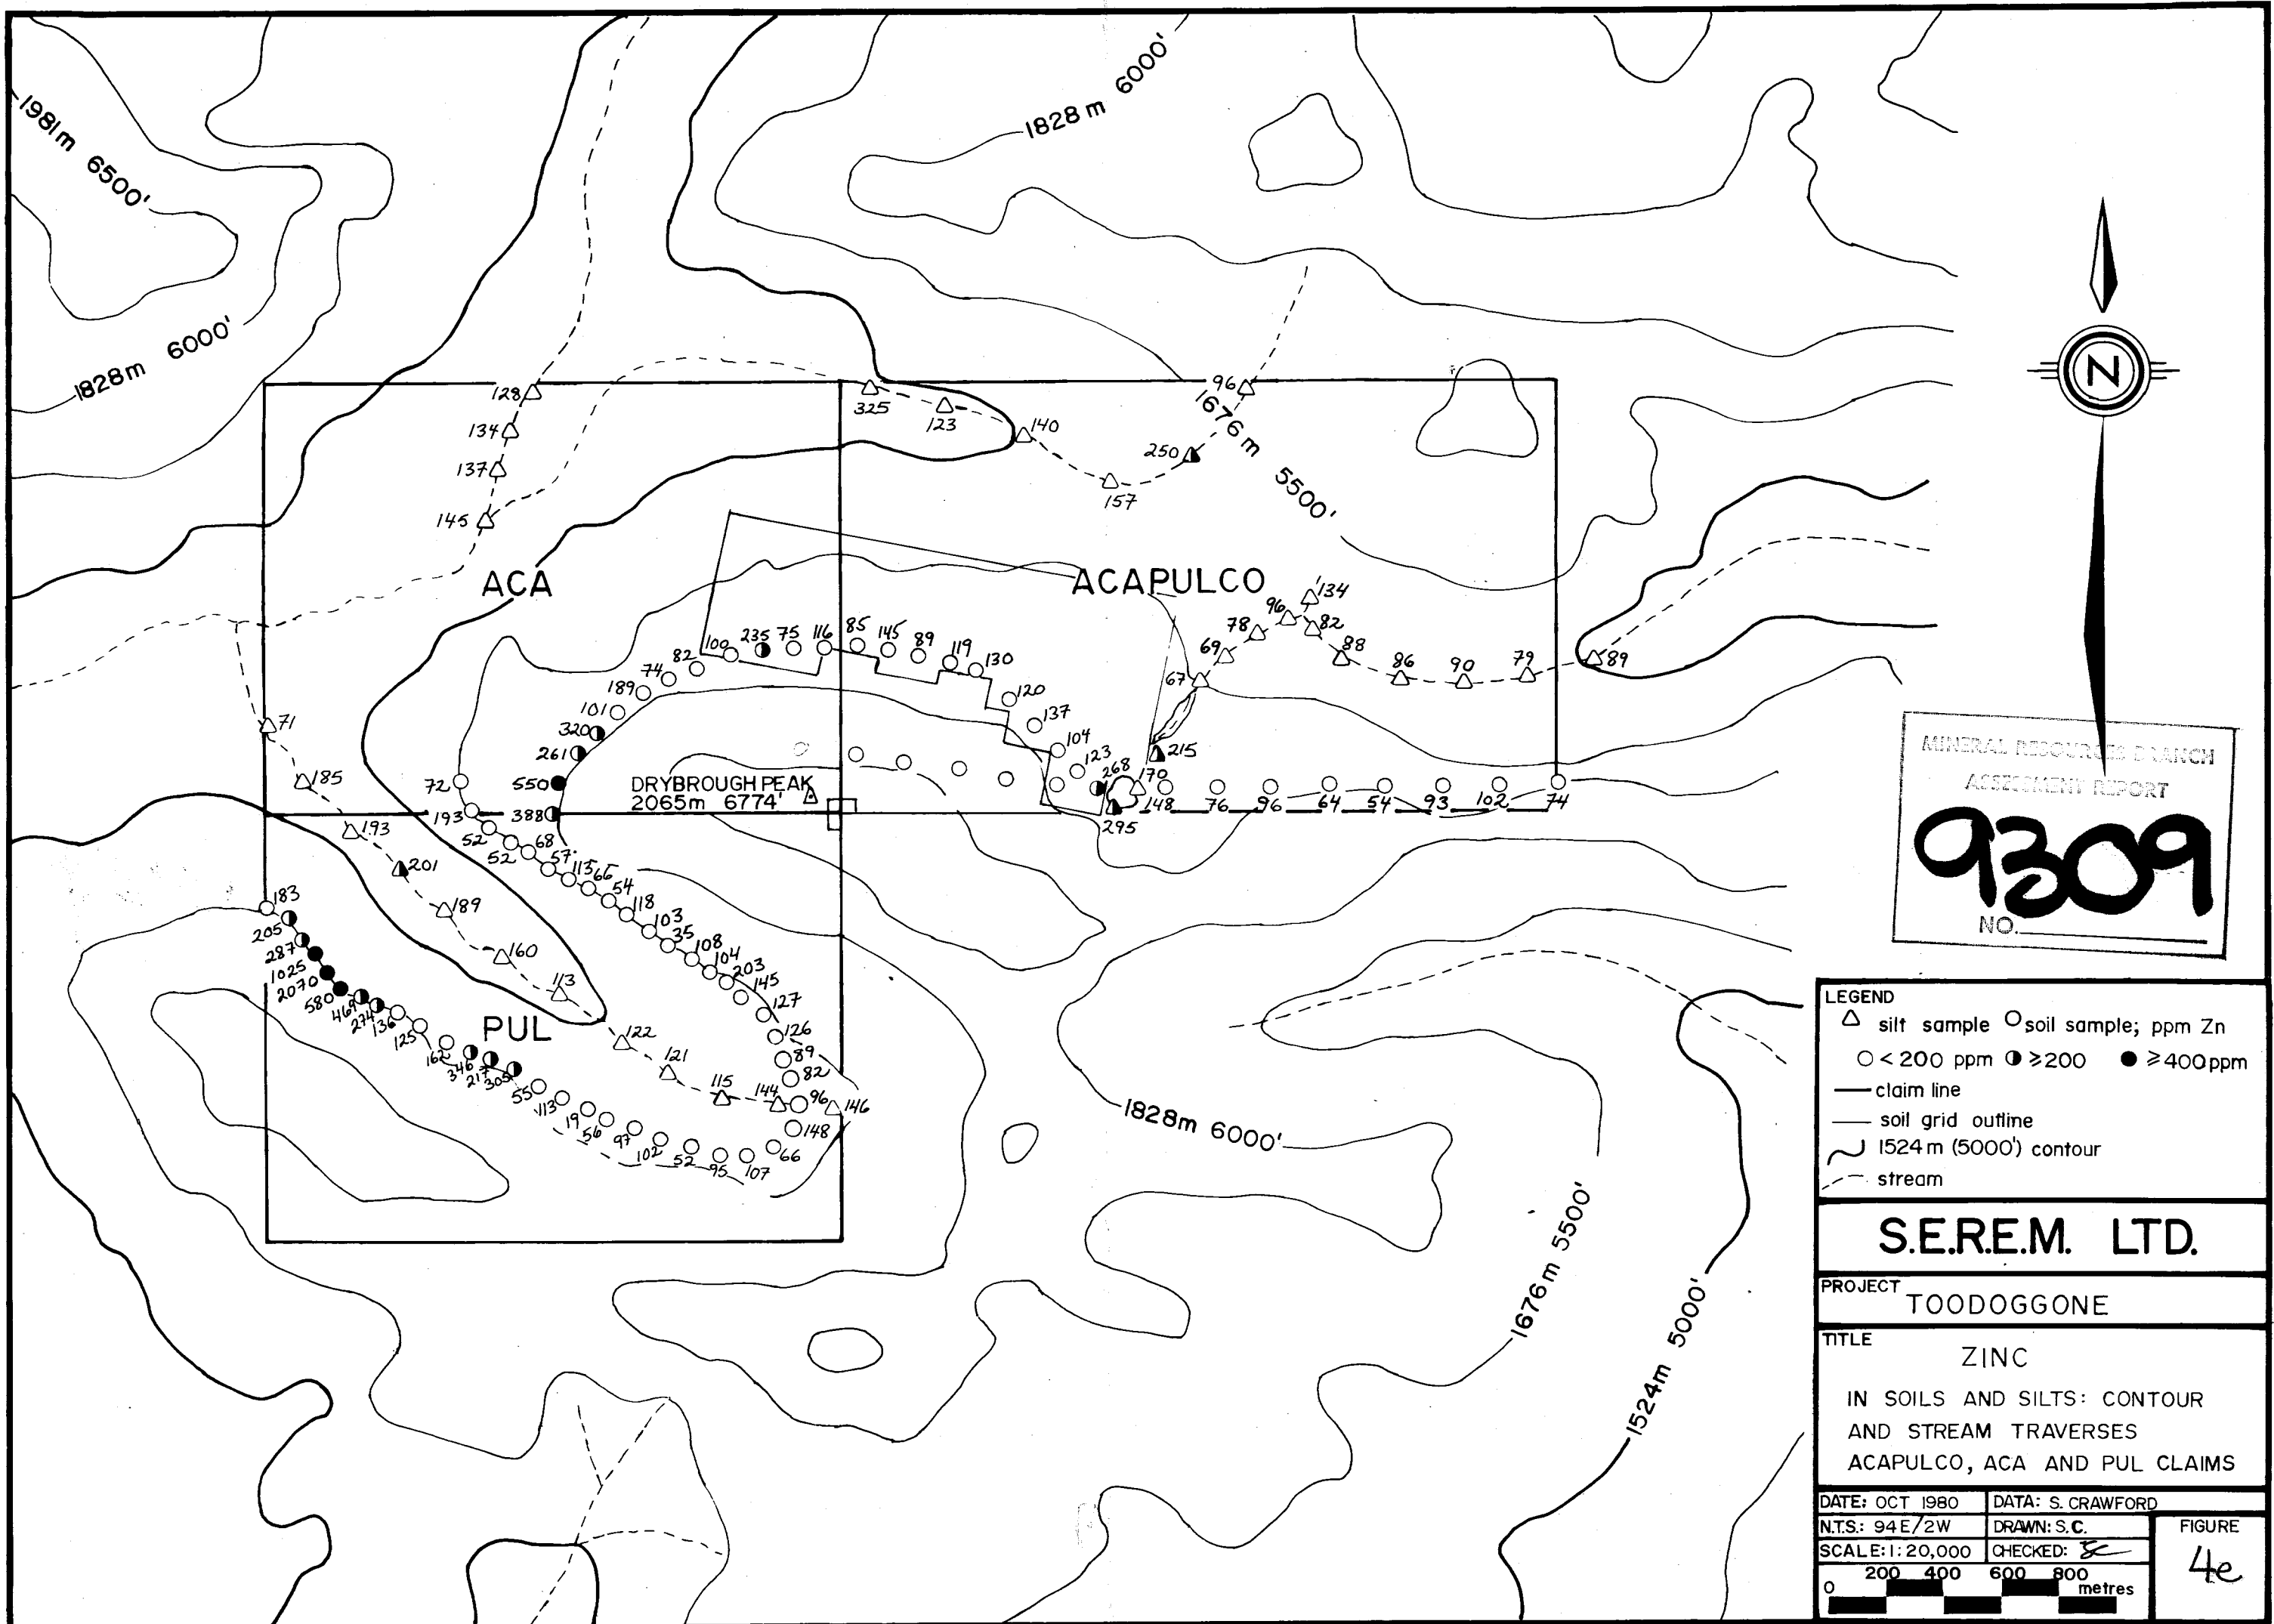 1981m 6500'
1828m 6000'
1828m 6000'
1676m 5500'
128
134
137
145
325
123
140
157
250
96
ACA
ACAPULCO
72
193
550
388
261
320
101
189
74
82
100
235
75
116
85
145
89
119
130
120
137
104
123
268
170
215
295
67
69
78
96
134
82
88
86
90
79
89
148
76
96
64
54
93
102
74
DRYBROUGH PEAK
2065m 6774'
71
185
193
201
189
160
113
122
121
115
144
146
52
52
68
57
115
66
54
118
103
35
108
104
203
145
127
126
89
82
96
148
66
107
95
52
102
97
56
19
113
55
305
217
346
162
125
136
274
469
580
2070
1025
287
205
183
PUL
1828m 6000'
1676m 5500'
1524m 5000'
N
MINERAL RESOURCES BRANCH
ASSESSMENT REPORT
9309
NO.
LEGEND
△ silt sample ○ soil sample; ppm Zn
○ < 200 ppm ◑ ≥200 ● ≥400ppm
claim line
soil grid outline
1524m (5000') contour
stream
S.E.R.E.M. LTD.
PROJECT
TOODOGGONE
TITLE
ZINC
IN SOILS AND SILTS: CONTOUR
AND STREAM TRAVERSES
ACAPULCO, ACA AND PUL CLAIMS
DATE: OCT 1980
DATA: S. CRAWFORD
N.T.S.: 94E/2W
DRAWN: S.C.
SCALE: 1:20,000
CHECKED: SC
FIGURE
4e
0 200 400 600 800
metres